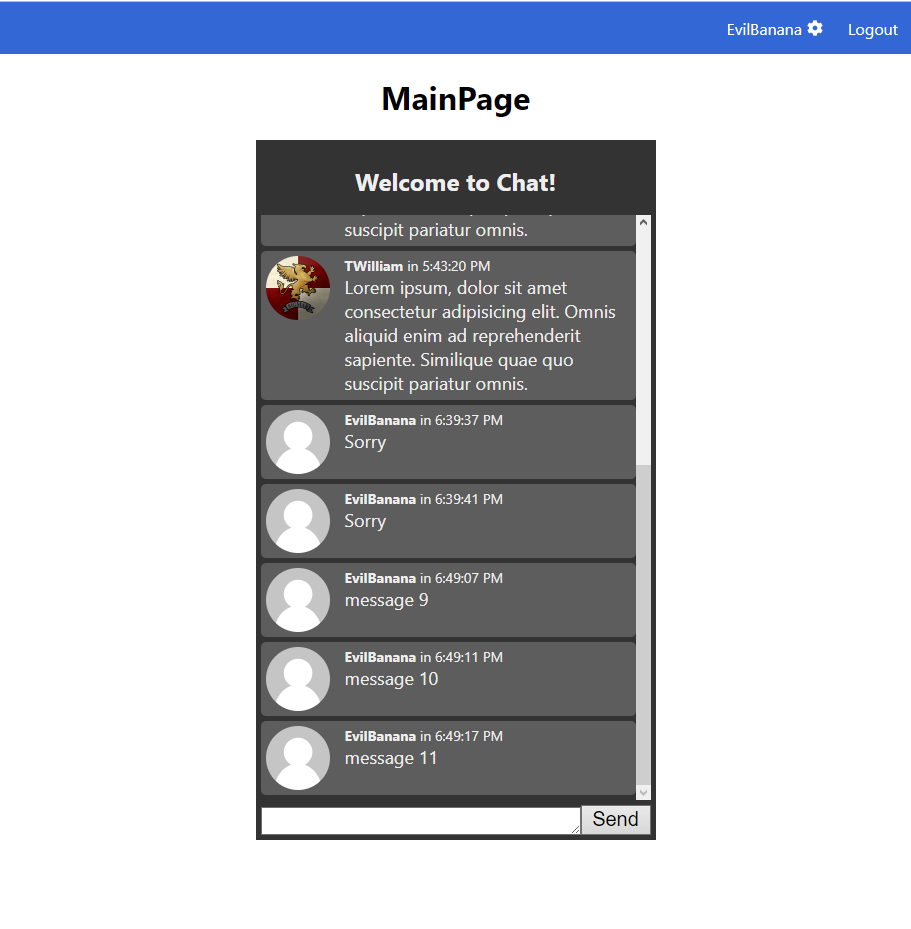 EvilBanana Logout
MainPage
Welcome to Chat!
suscipit pariatur omnis.
TWilliam in 5:43:20 PM
Lorem ipsum, dolor sit amet
consectetur adipisicing elit. Omnis
aliquid enim ad reprehenderit
sapiente. Similique quae quo
suscipit pariatur omnis.
EvilBanana in 6:39:37 PM
Sorry
EvilBanana in 6:39:41 PM
Sorry
EvilBanana in 6:49:07 PM
message 9
EvilBanana in 6:49:11 PM
message 10
EvilBanana in 6:49:17 PM
message 11
Send